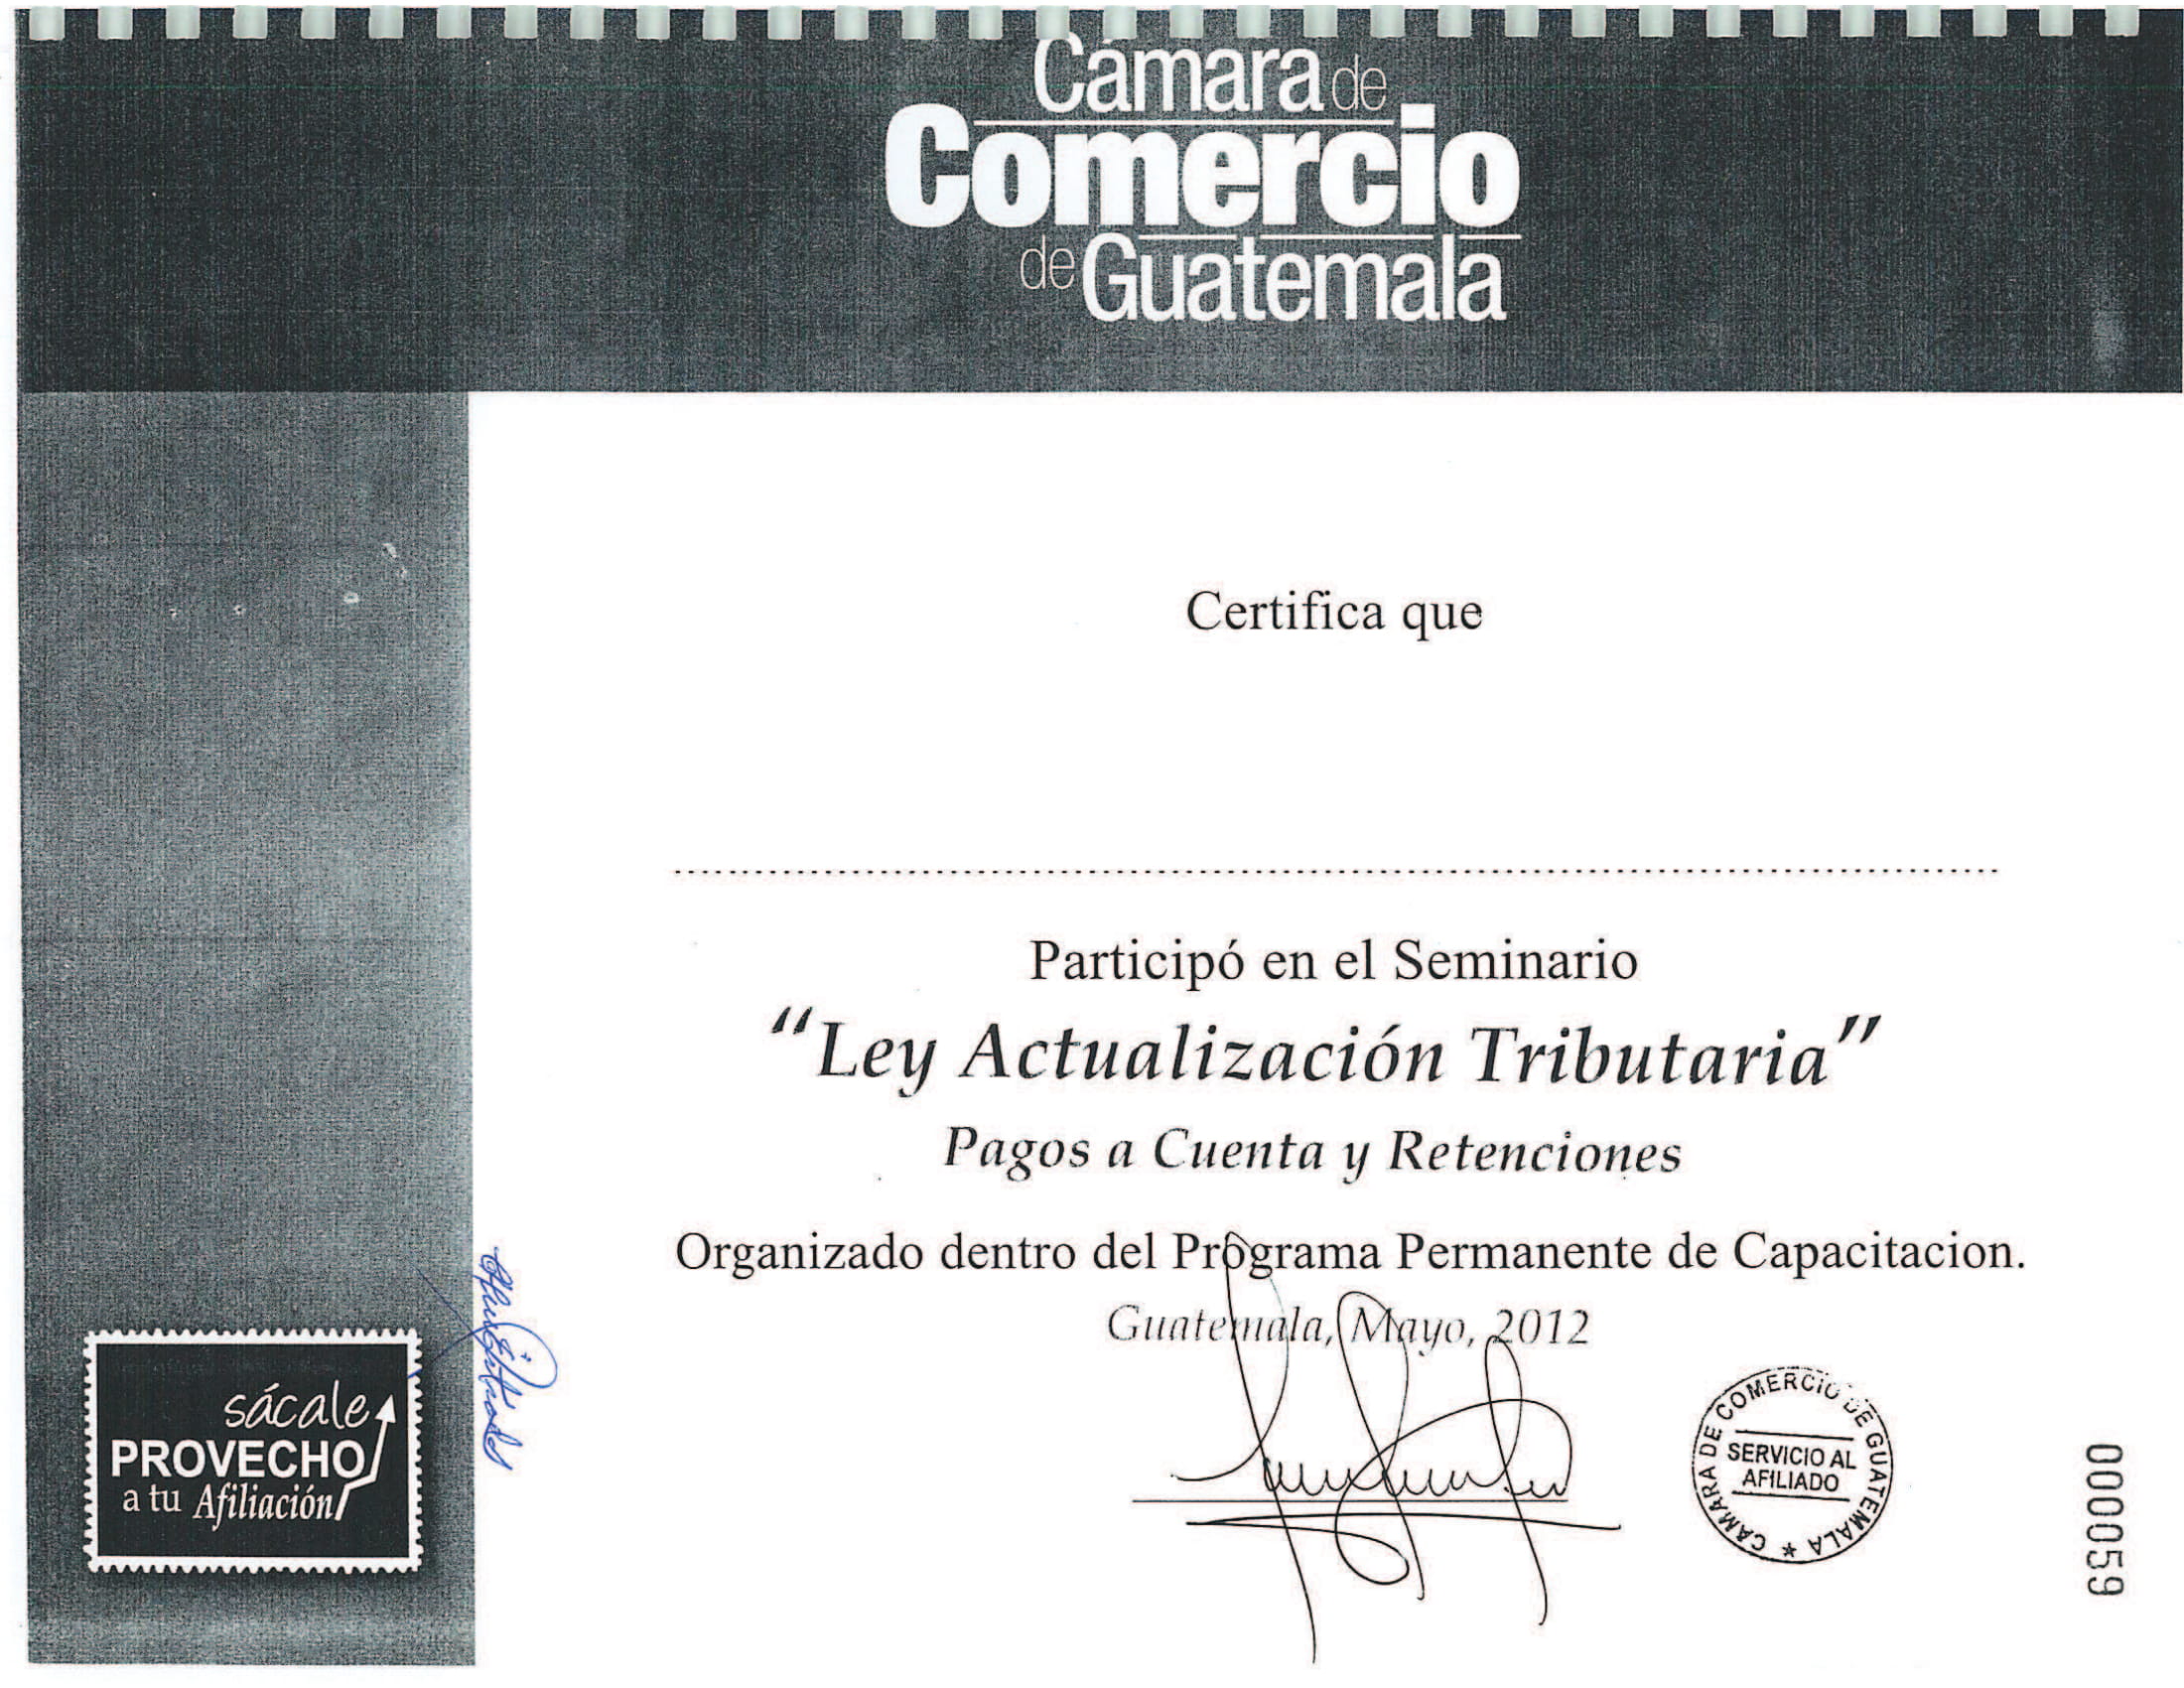 Cámara de
Comercio
de Guatemala
Certifica que
Participó en el Seminario
“Ley Actualización Tributaria”
Pagos a Cuenta y Retenciones
Organizado dentro del Programa Permanente de Capacitacion.
Guatemala, Mayo, 2012
sácale
PROVECHO
a tu Afiliación
CAMARA DE COMERCIO DE GUATEMALA *
SERVICIO AL
AFILIADO
000059